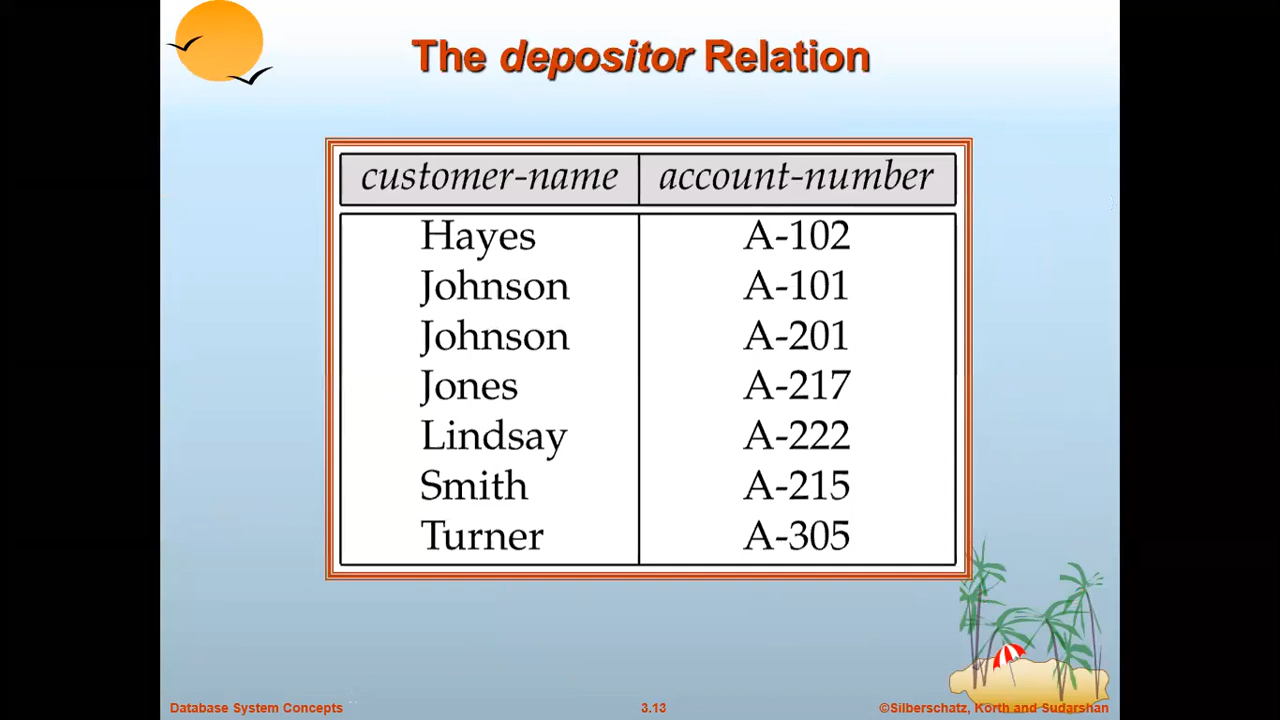 The depositor Relation
customer-name account-number
Hayes A-102
Johnson A-101
Johnson A-201
Jones A-217
Lindsay A-222
Smith A-215
Turner A-305
Database System Concepts 3.13 ©Silberschatz, Korth and Sudarshan